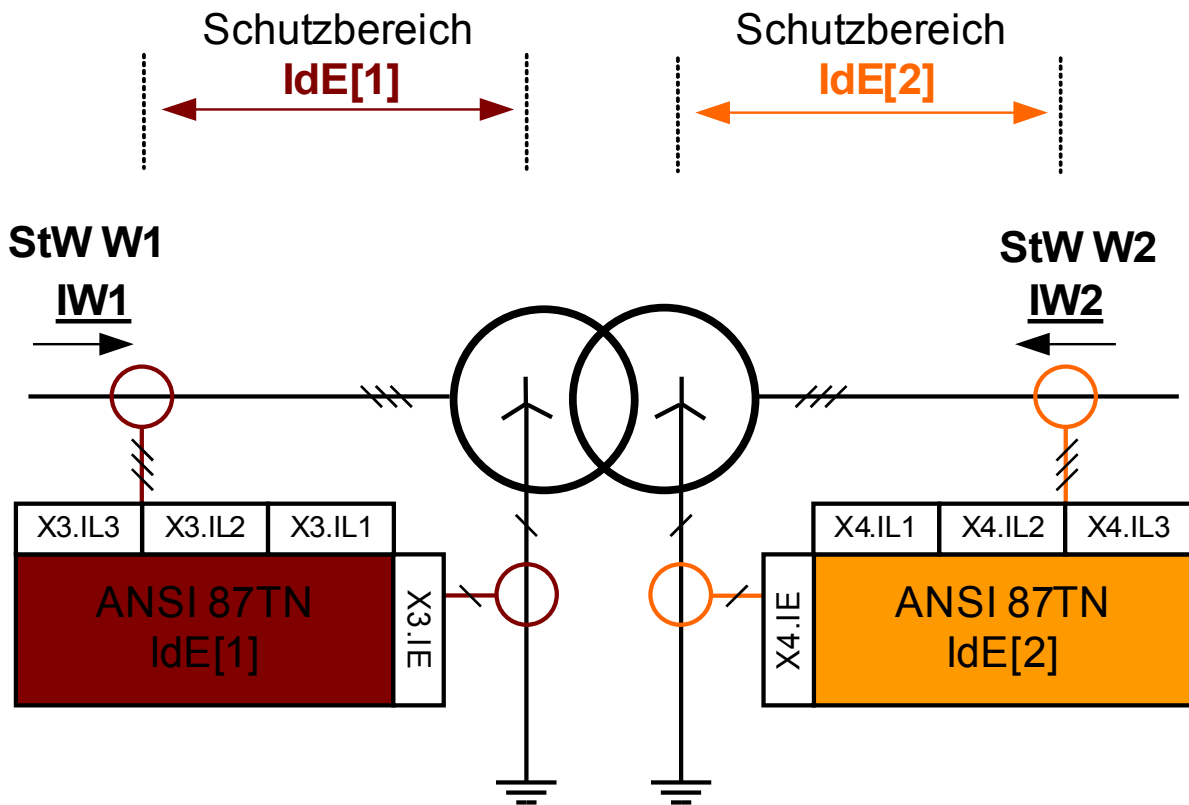 Schutzbereich
IdE[1]
Schutzbereich
IdE[2]
StW W1
IW1
StW W2
IW2
X3.IL3
X3.IL2
X3.IL1
X4.IL1
X4.IL2
X4.IL3
ANSI 87TN
IdE[1]
X3.IE
X4.IE
ANSI 87TN
IdE[2]